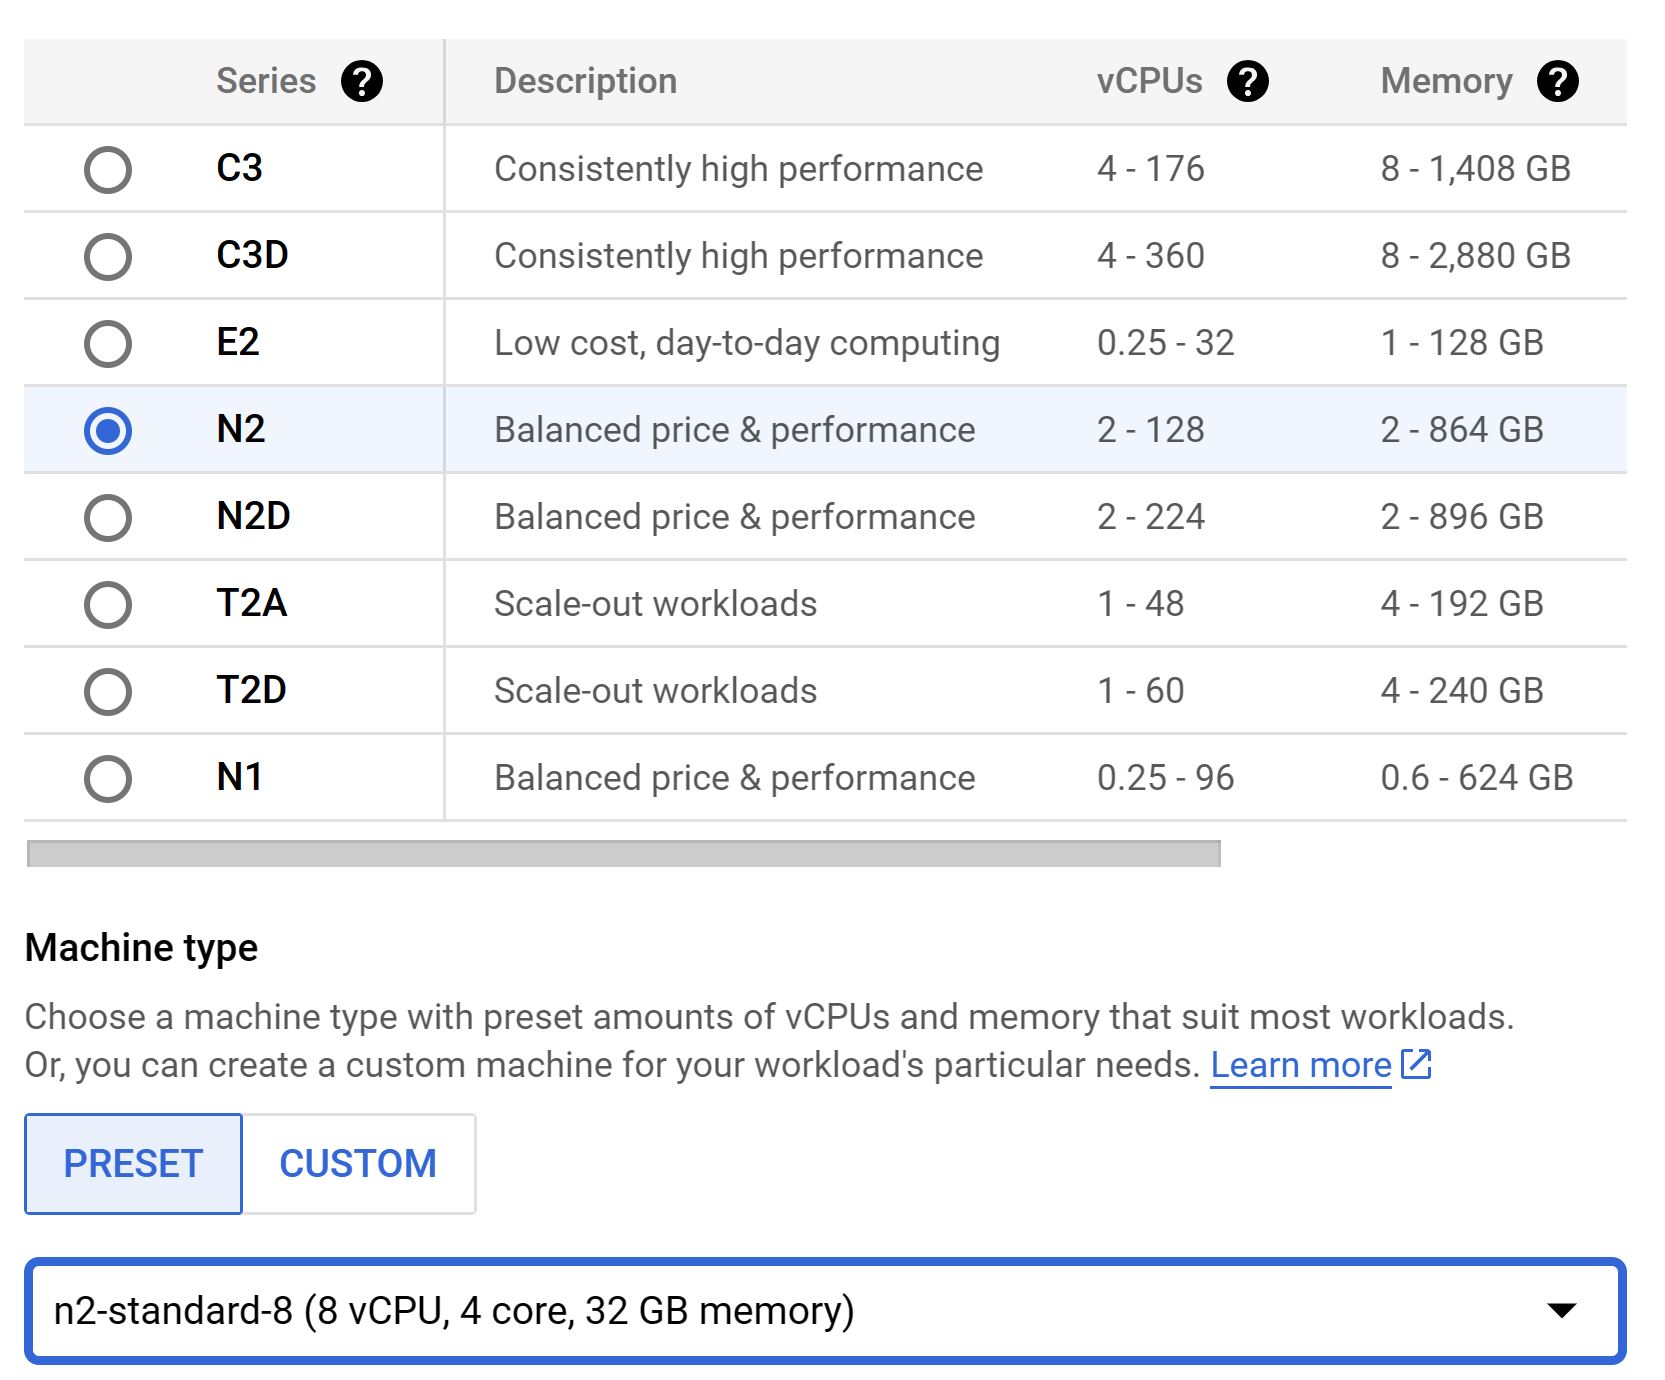 Series Description vCPUs Memory
C3 Consistently high performance 4 - 176 8 - 1,408 GB
C3D Consistently high performance 4 - 360 8 - 2,880 GB
E2 Low cost, day-to-day computing 0.25 - 32 1 - 128 GB
N2 Balanced price & performance 2 - 128 2 - 864 GB
N2D Balanced price & performance 2 - 224 2 - 896 GB
T2A Scale-out workloads 1 - 48 4 - 192 GB
T2D Scale-out workloads 1 - 60 4 - 240 GB
N1 Balanced price & performance 0.25 - 96 0.6 - 624 GB
Machine type
Choose a machine type with preset amounts of vCPUs and memory that suit most workloads.
Or, you can create a custom machine for your workload's particular needs. Learn more
PRESET CUSTOM
n2-standard-8 (8 vCPU, 4 core, 32 GB memory)